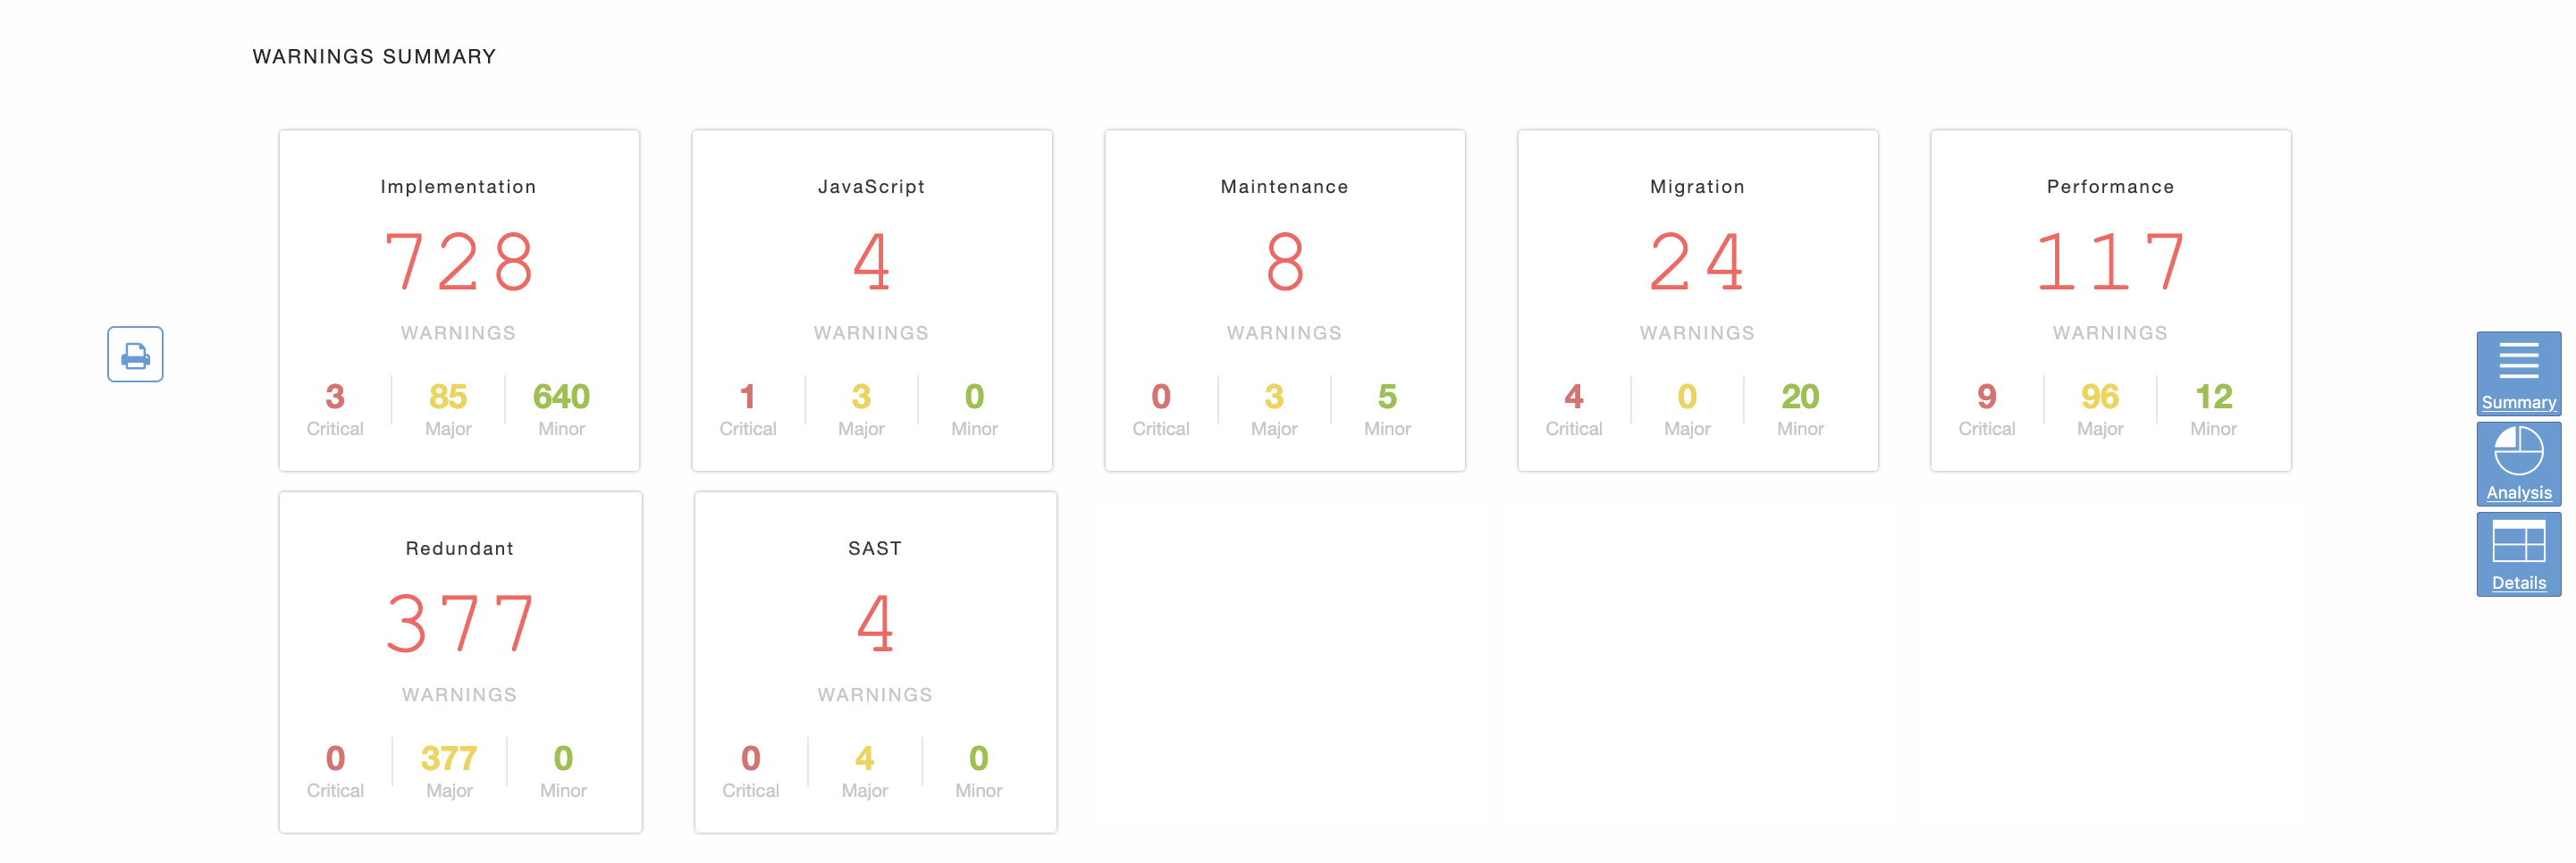 WARNINGS SUMMARY
Implementation
728
WARNINGS
3 85 640
Critical Major Minor
JavaScript
4
WARNINGS
1 3 0
Critical Major Minor
Maintenance
8
WARNINGS
0 3 5
Critical Major Minor
Migration
24
WARNINGS
4 0 20
Critical Major Minor
Performance
117
WARNINGS
9 96 12
Critical Major Minor
Redundant
377
WARNINGS
0 377 0
Critical Major Minor
SAST
4
WARNINGS
0 4 0
Critical Major Minor
Summary
Analysis
Details